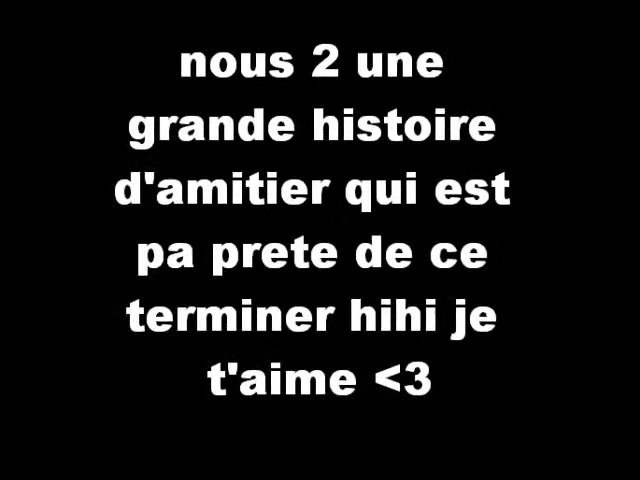 nous 2 une
grande histoire
d'amitier qui est
pa prete de ce
terminer hihi je
t'aime <3